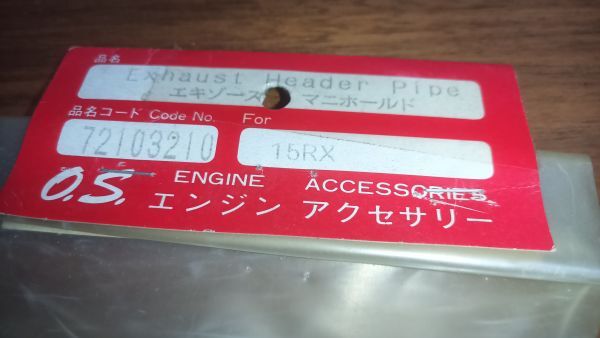 品名
Exhaust Header Pipe
エキゾース マニホールド
品名コード Code No. For
72103210 15RX
O.S. ENGINE ACCESSORIES
エンジン アクセサリー